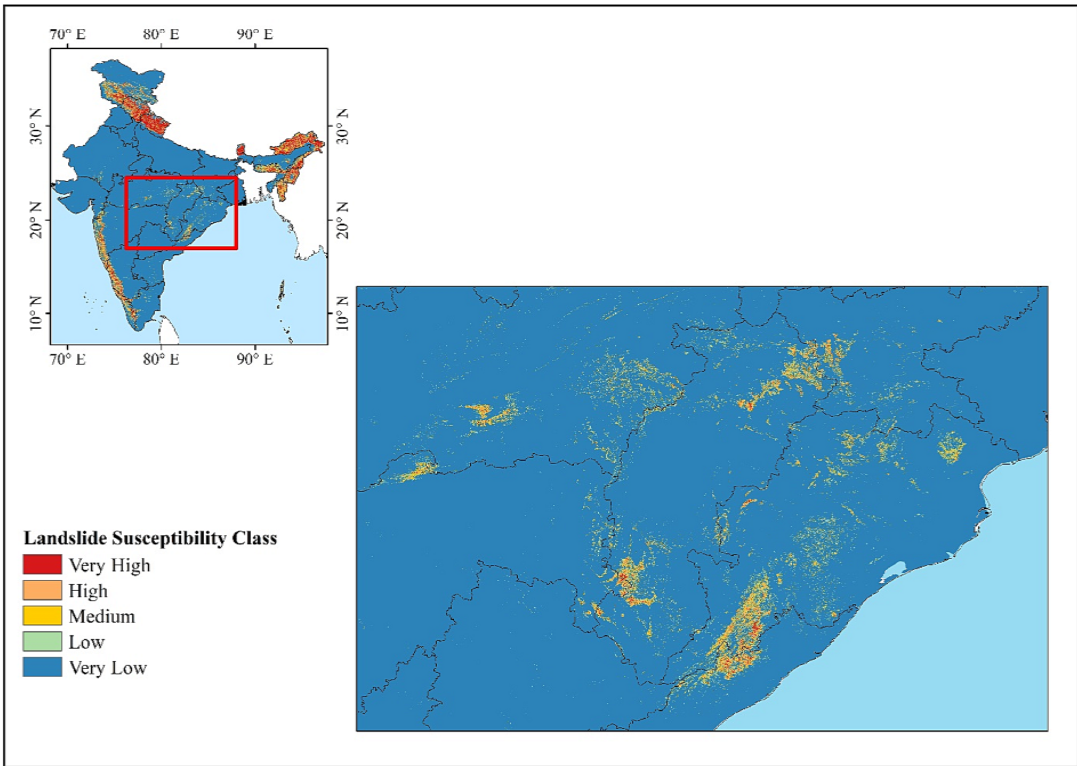 70° E 80° E 90° E
30° N 30° N
20° N 20° N
10° N 10° N
70° E 80° E 90° E
Landslide Susceptibility Class
Very High
High
Medium
Low
Very Low